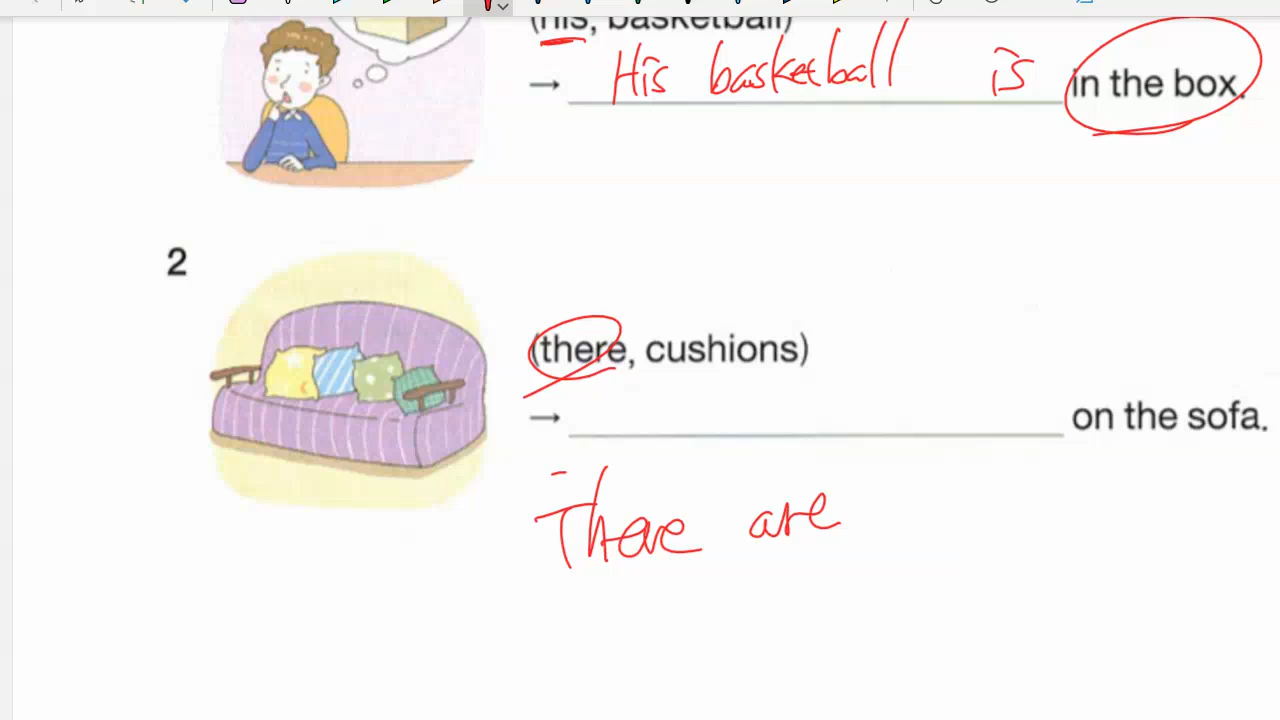 (his, basketball)
→ His basketball is in the box.
2
(there, cushions)
→ on the sofa.
There are